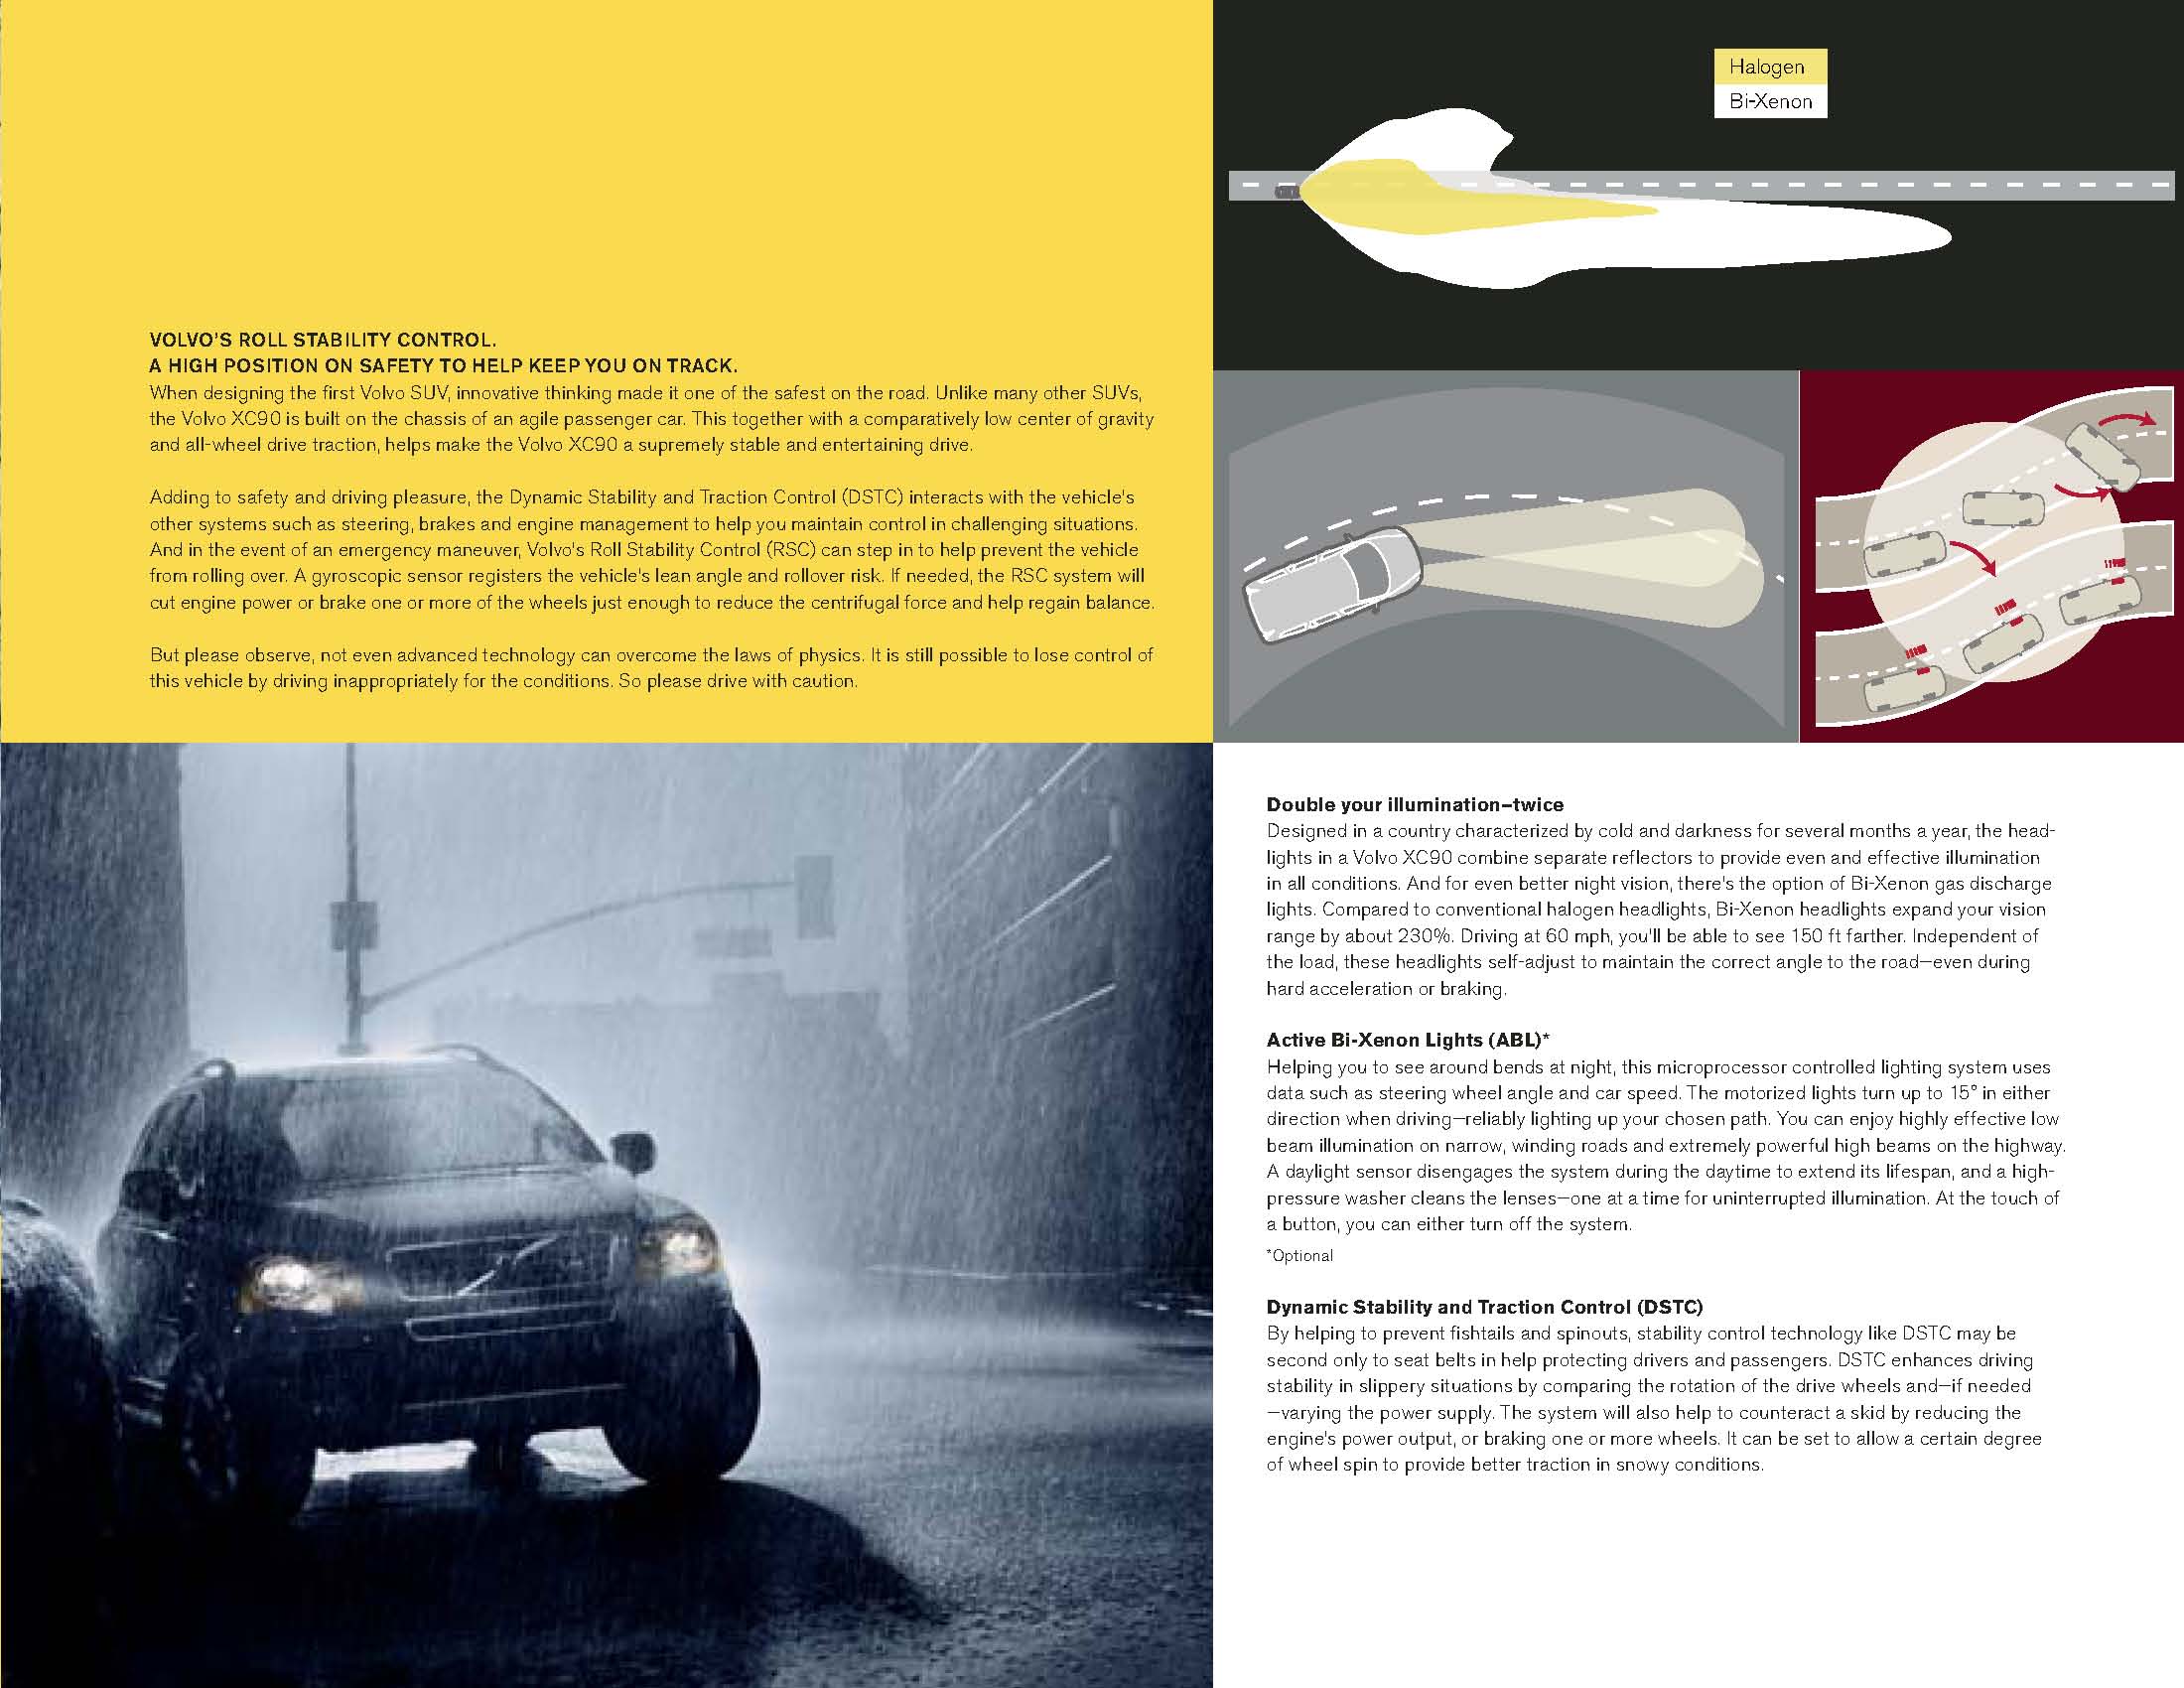 VOLVO'S ROLL STABILITY CONTROL.
A HIGH POSITION ON SAFETY TO HELP KEEP YOU ON TRACK.
When designing the first Volvo SUV, innovative thinking made it one of the safest on the road. Unlike many other SUVs,
the Volvo XC90 is built on the chassis of an agile passenger car. This together with a comparatively low center of gravity
and all-wheel drive traction, helps make the Volvo XC90 a supremely stable and entertaining drive.
Adding to safety and driving pleasure, the Dynamic Stability and Traction Control (DSTC) interacts with the vehicle's
other systems such as steering, brakes and engine management to help you maintain control in challenging situations.
And in the event of an emergency maneuver, Volvo's Roll Stability Control (RSC) can step in to help prevent the vehicle
from rolling over. A gyroscopic sensor registers the vehicle's lean angle and rollover risk. If needed, the RSC system will
cut engine power or brake one or more of the wheels just enough to reduce the centrifugal force and help regain balance.
But please observe, not even advanced technology can overcome the laws of physics. It is still possible to lose control of
this vehicle by driving inappropriately for the conditions. So please drive with caution.
Halogen
Bi-Xenon
Double your illumination–twice
Designed in a country characterized by cold and darkness for several months a year, the head-
lights in a Volvo XC90 combine separate reflectors to provide even and effective illumination
in all conditions. And for even better night vision, there's the option of Bi-Xenon gas discharge
lights. Compared to conventional halogen headlights, Bi-Xenon headlights expand your vision
range by about 230%. Driving at 60 mph, you'll be able to see 150 ft farther. Independent of
the load, these headlights self-adjust to maintain the correct angle to the road—even during
hard acceleration or braking.
Active Bi-Xenon Lights (ABL)*
Helping you to see around bends at night, this microprocessor controlled lighting system uses
data such as steering wheel angle and car speed. The motorized lights turn up to 15° in either
direction when driving—reliably lighting up your chosen path. You can enjoy highly effective low
beam illumination on narrow, winding roads and extremely powerful high beams on the highway.
A daylight sensor disengages the system during the daytime to extend its lifespan, and a high-
pressure washer cleans the lenses—one at a time for uninterrupted illumination. At the touch of
a button, you can either turn off the system.
*Optional
Dynamic Stability and Traction Control (DSTC)
By helping to prevent fishtails and spinouts, stability control technology like DSTC may be
second only to seat belts in help protecting drivers and passengers. DSTC enhances driving
stability in slippery situations by comparing the rotation of the drive wheels and—if needed
—varying the power supply. The system will also help to counteract a skid by reducing the
engine's power output, or braking one or more wheels. It can be set to allow a certain degree
of wheel spin to provide better traction in snowy conditions.